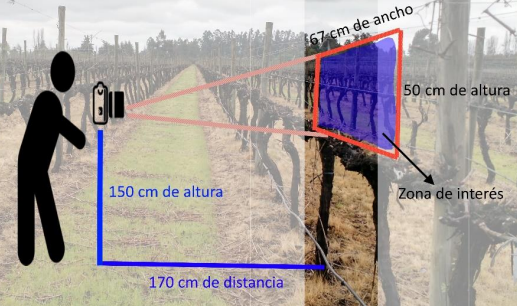 67 cm de ancho
50 cm de altura
Zona de interés
150 cm de altura
170 cm de distancia